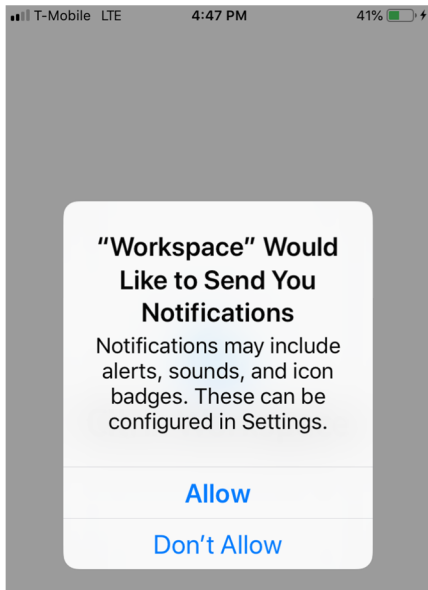 T-Mobile LTE 4:47 PM 41%
“Workspace” Would
Like to Send You
Notifications
Notifications may include
alerts, sounds, and icon
badges. These can be
configured in Settings.
Allow
Don’t Allow